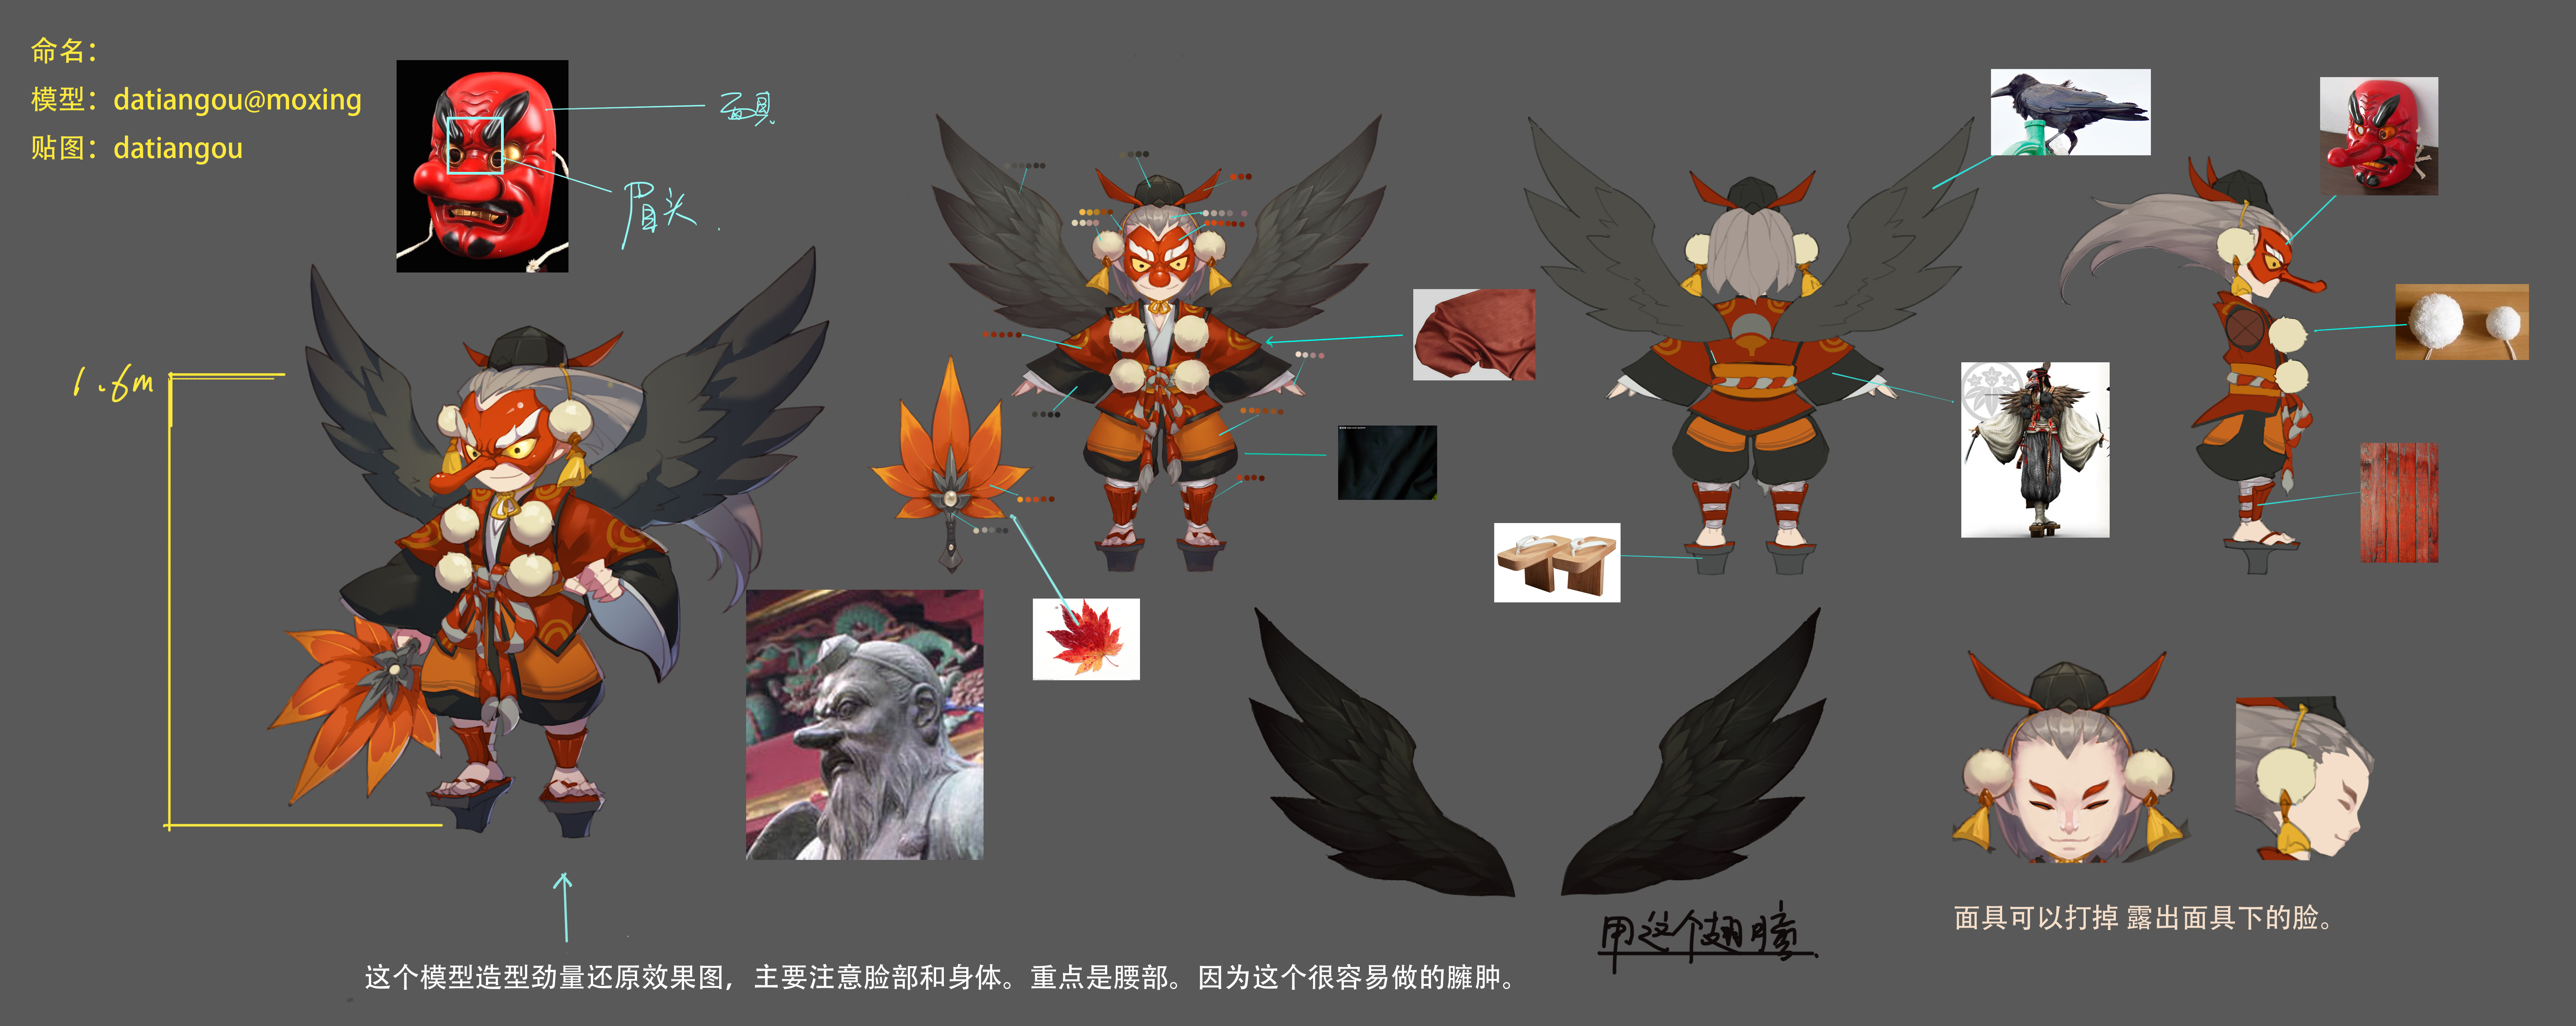 命名：
模型：datiangou@moxing
贴图：datiangou
面具
眉头
1.6m
用这个翅膀
面具可以打掉 露出面具下的脸。
这个模型造型劲量还原效果图，主要注意脸部和身体。重点是腰部。因为这个很容易做的臃肿。